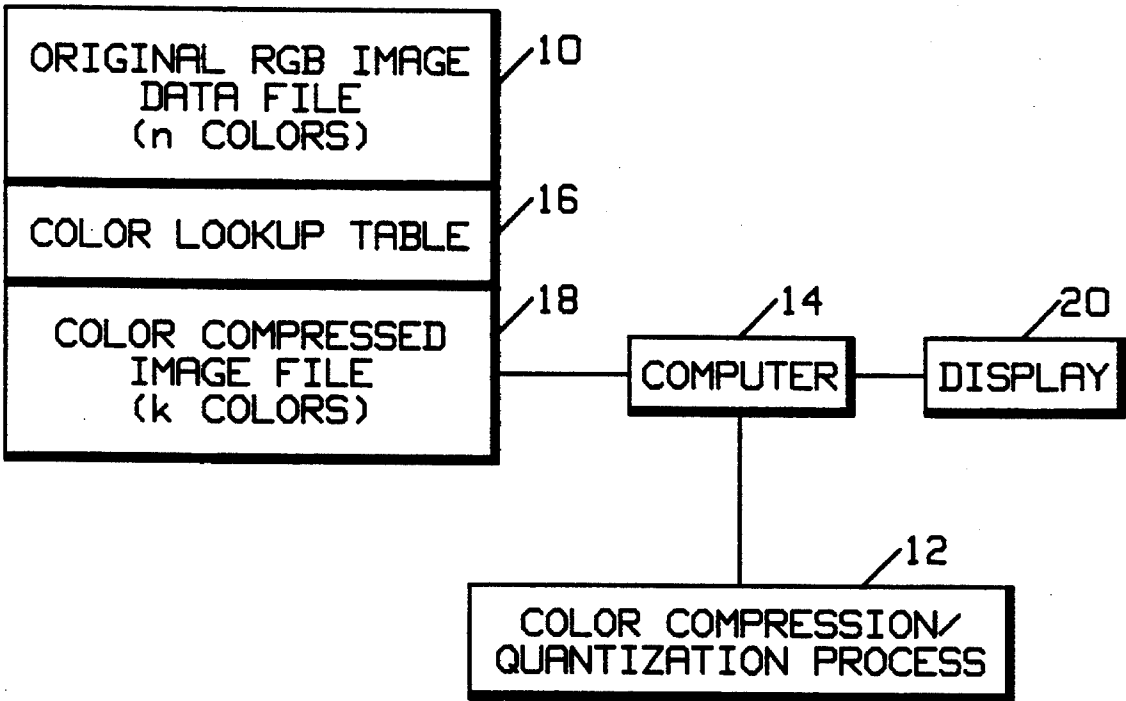 ORIGINAL RGB IMAGE
DATA FILE
(n COLORS)
10
COLOR LOOKUP TABLE
16
COLOR COMPRESSED
IMAGE FILE
(k COLORS)
18
14
COMPUTER
20
DISPLAY
12
COLOR COMPRESSION/
QUANTIZATION PROCESS